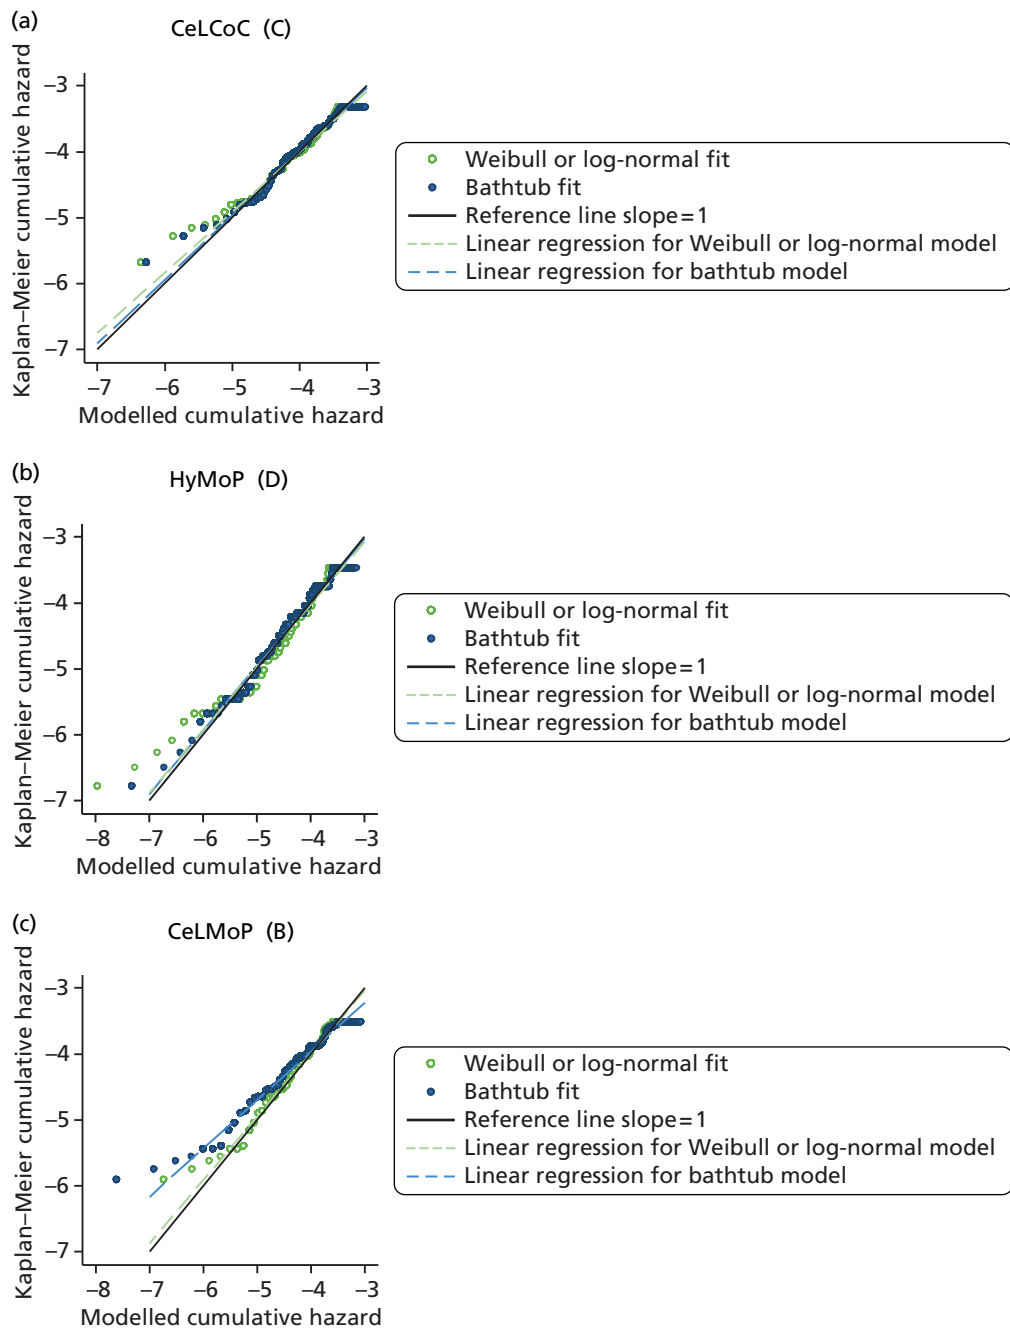 (a)
CeLCoC (C)
Kaplan–Meier cumulative hazard
–3
–4
–5
–6
–7
–7 –6 –5 –4 –3
Modelled cumulative hazard
Weibull or log-normal fit
Bathtub fit
Reference line slope=1
Linear regression for Weibull or log-normal model
Linear regression for bathtub model
(b)
HyMoP (D)
Kaplan–Meier cumulative hazard
–3
–4
–5
–6
–7
–8 –7 –6 –5 –4 –3
Modelled cumulative hazard
Weibull or log-normal fit
Bathtub fit
Reference line slope=1
Linear regression for Weibull or log-normal model
Linear regression for bathtub model
(c)
CeLMoP (B)
Kaplan–Meier cumulative hazard
–3
–4
–5
–6
–7
–8 –7 –6 –5 –4 –3
Modelled cumulative hazard
Weibull or log-normal fit
Bathtub fit
Reference line slope=1
Linear regression for Weibull or log-normal model
Linear regression for bathtub model